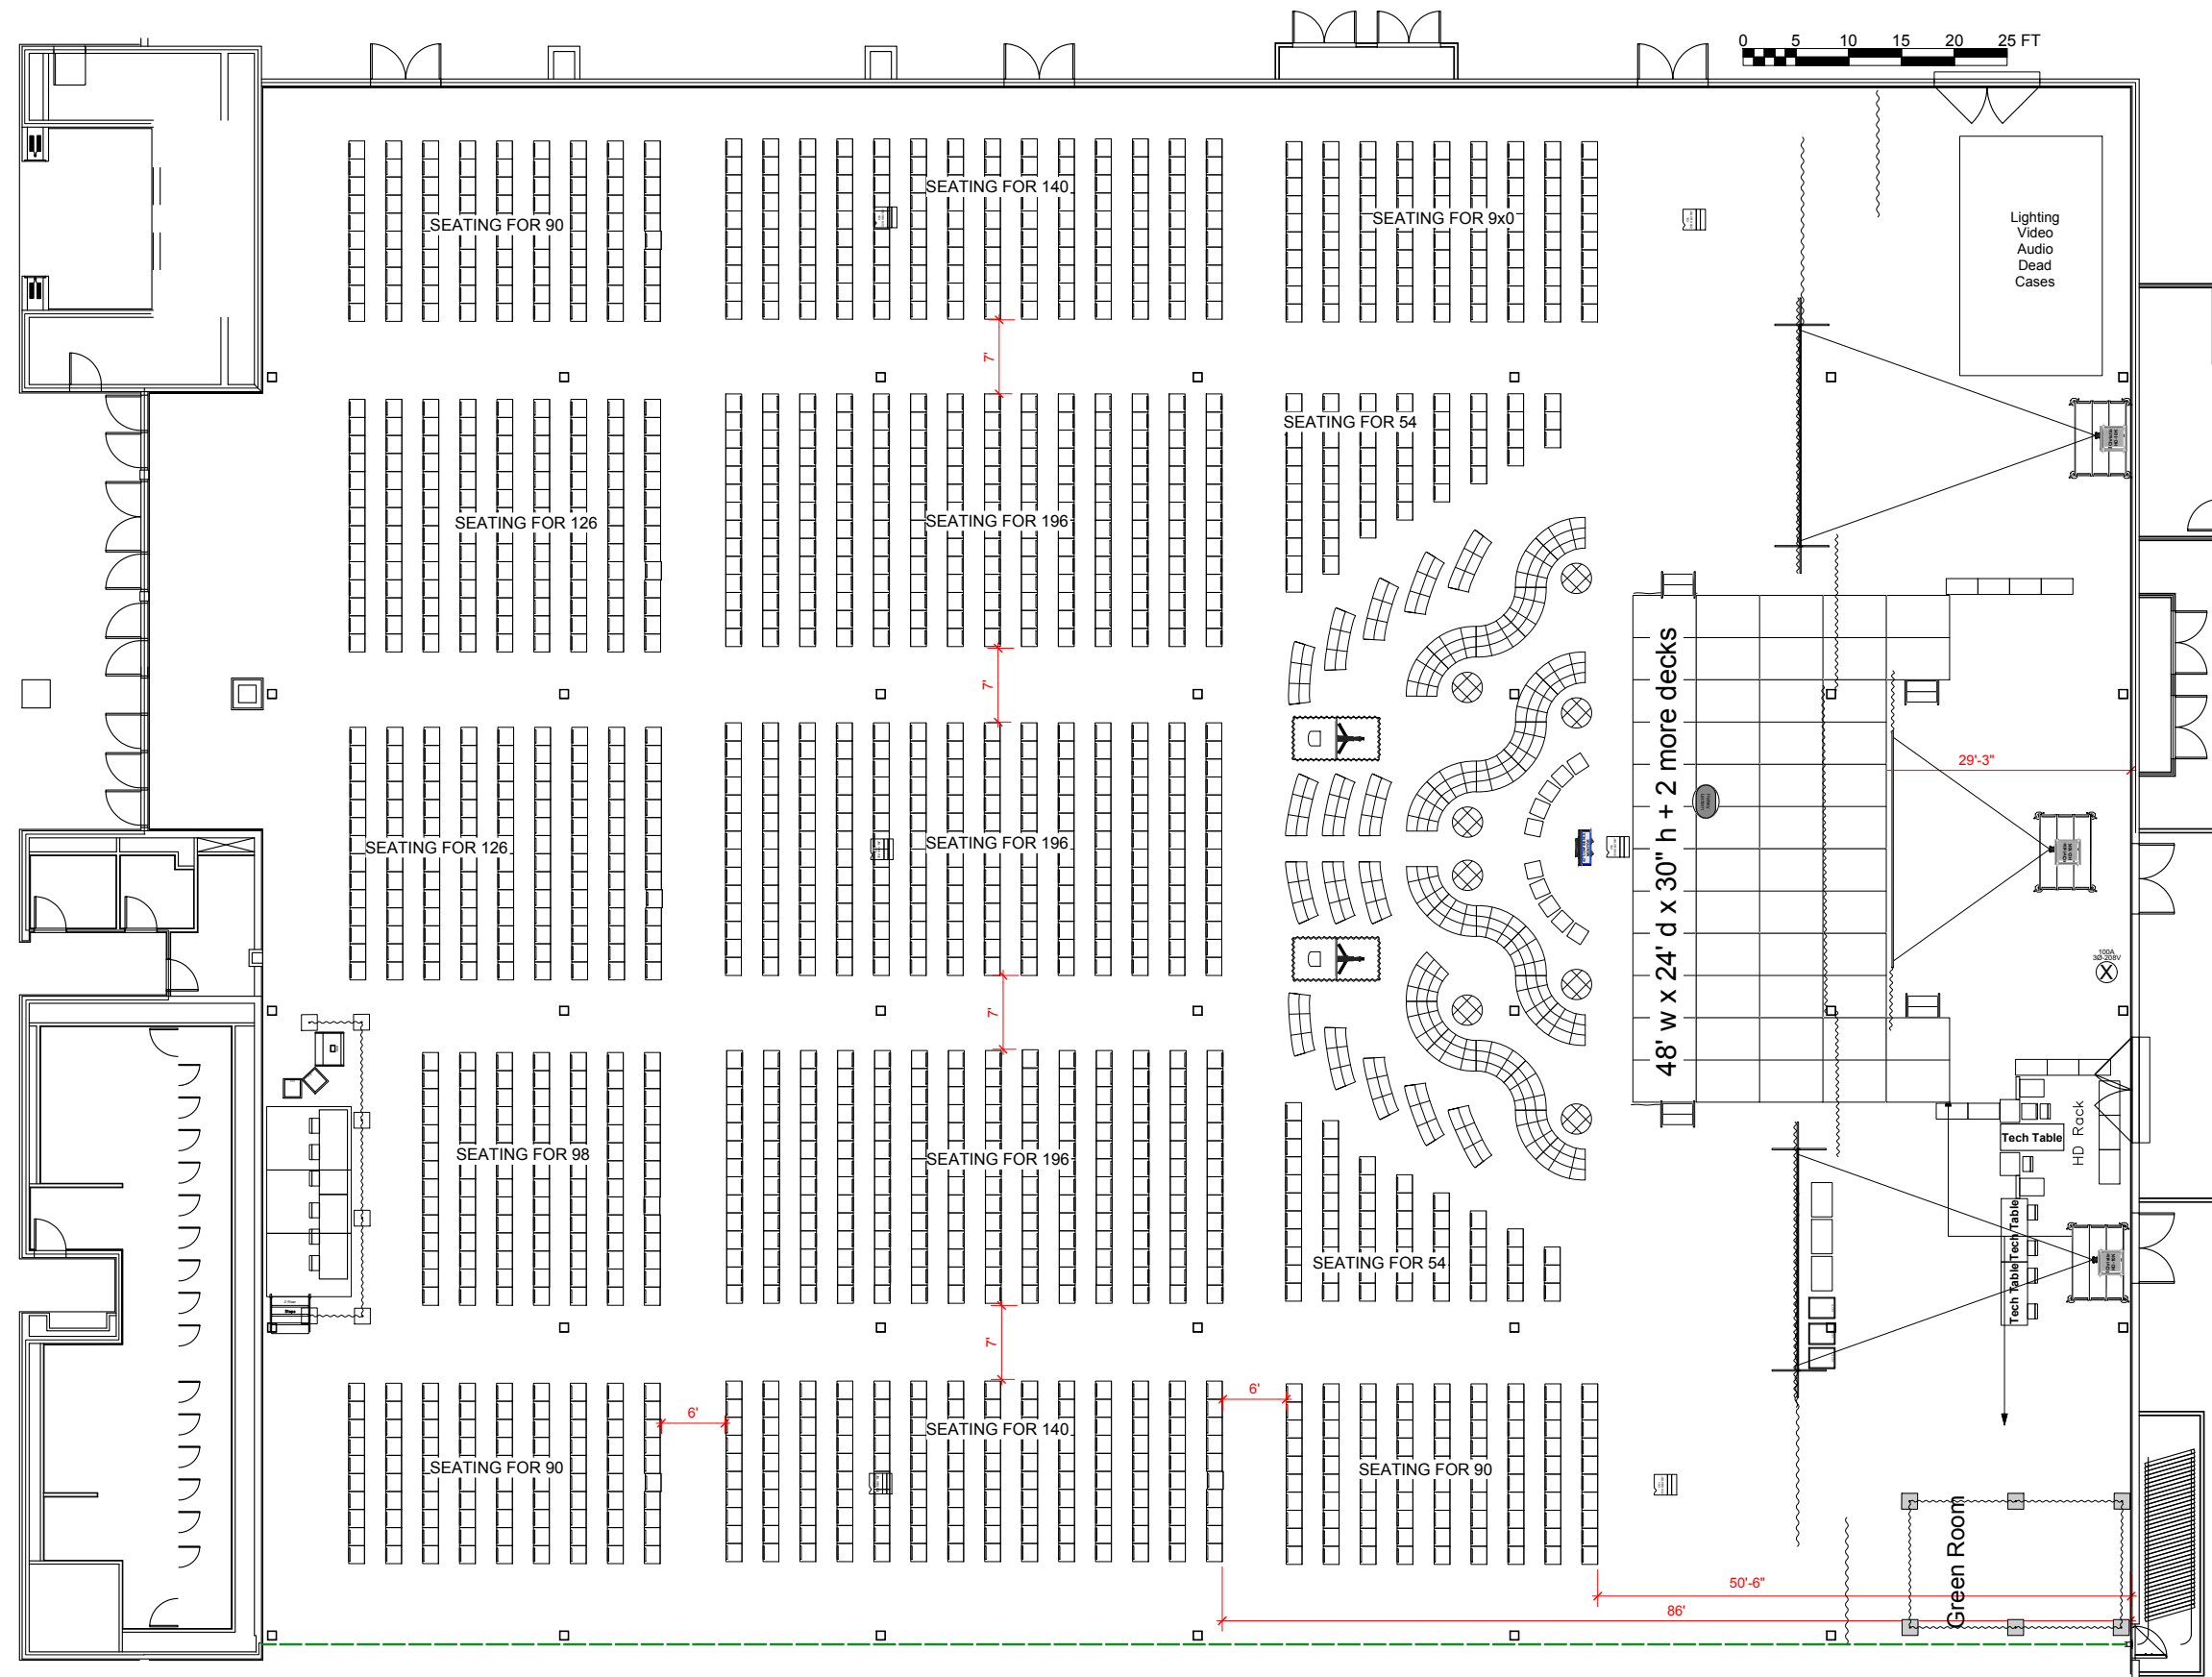 0 5 10 15 20 25 FT
SEATING FOR 140
SEATING FOR 90
SEATING FOR 9x0
Lighting
Video
Audio
Dead
Cases
7'
SEATING FOR 54
SEATING FOR 126
SEATING FOR 196
7'
48' w x 24' d x 30" h + 2 more decks
29'-3"
SEATING FOR 126
SEATING FOR 196
100A
3Ø-208V
7'
HD Rack
Tech Table
SEATING FOR 98
SEATING FOR 196
Tech Table
Tech Table
SEATING FOR 54
Steps
7'
6'
6'
SEATING FOR 140
SEATING FOR 90
SEATING FOR 90
Green Room
50'-6"
86'